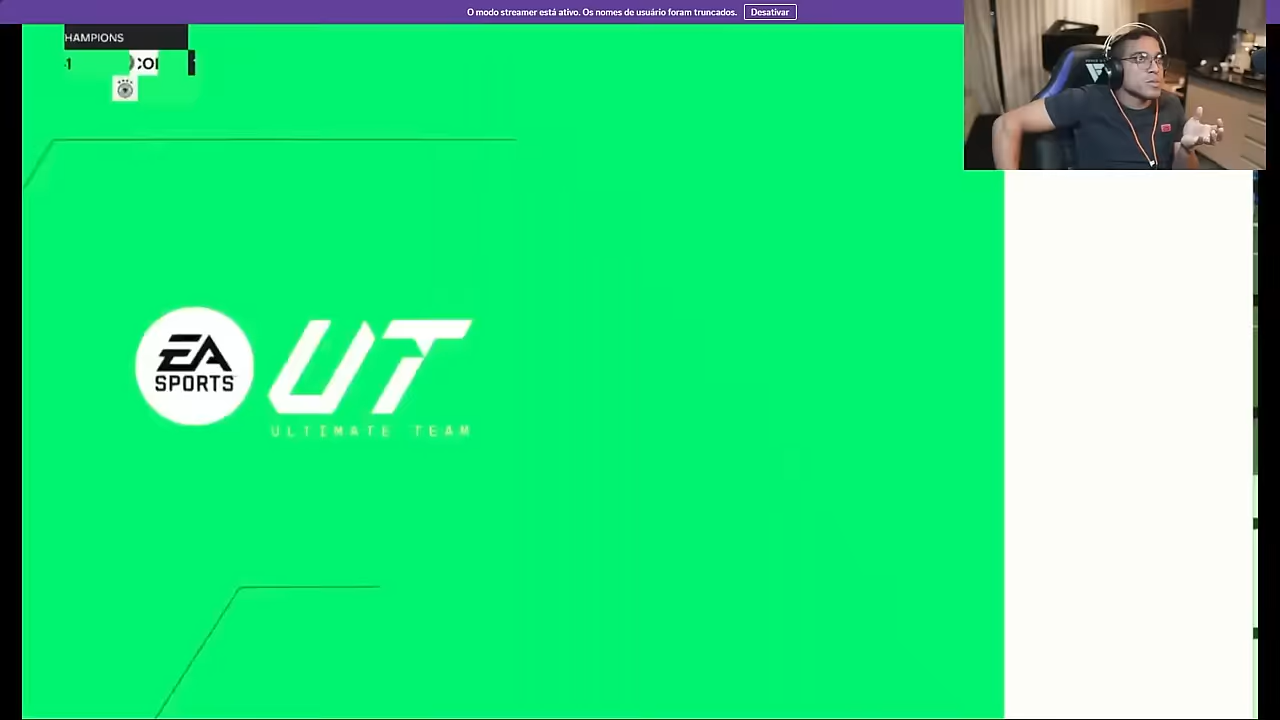 O modo streamer está ativo. Os nomes de usuário foram truncados. Desativar
HAMPIONS
EA
SPORTS
UT
ULTIMATE TEAM